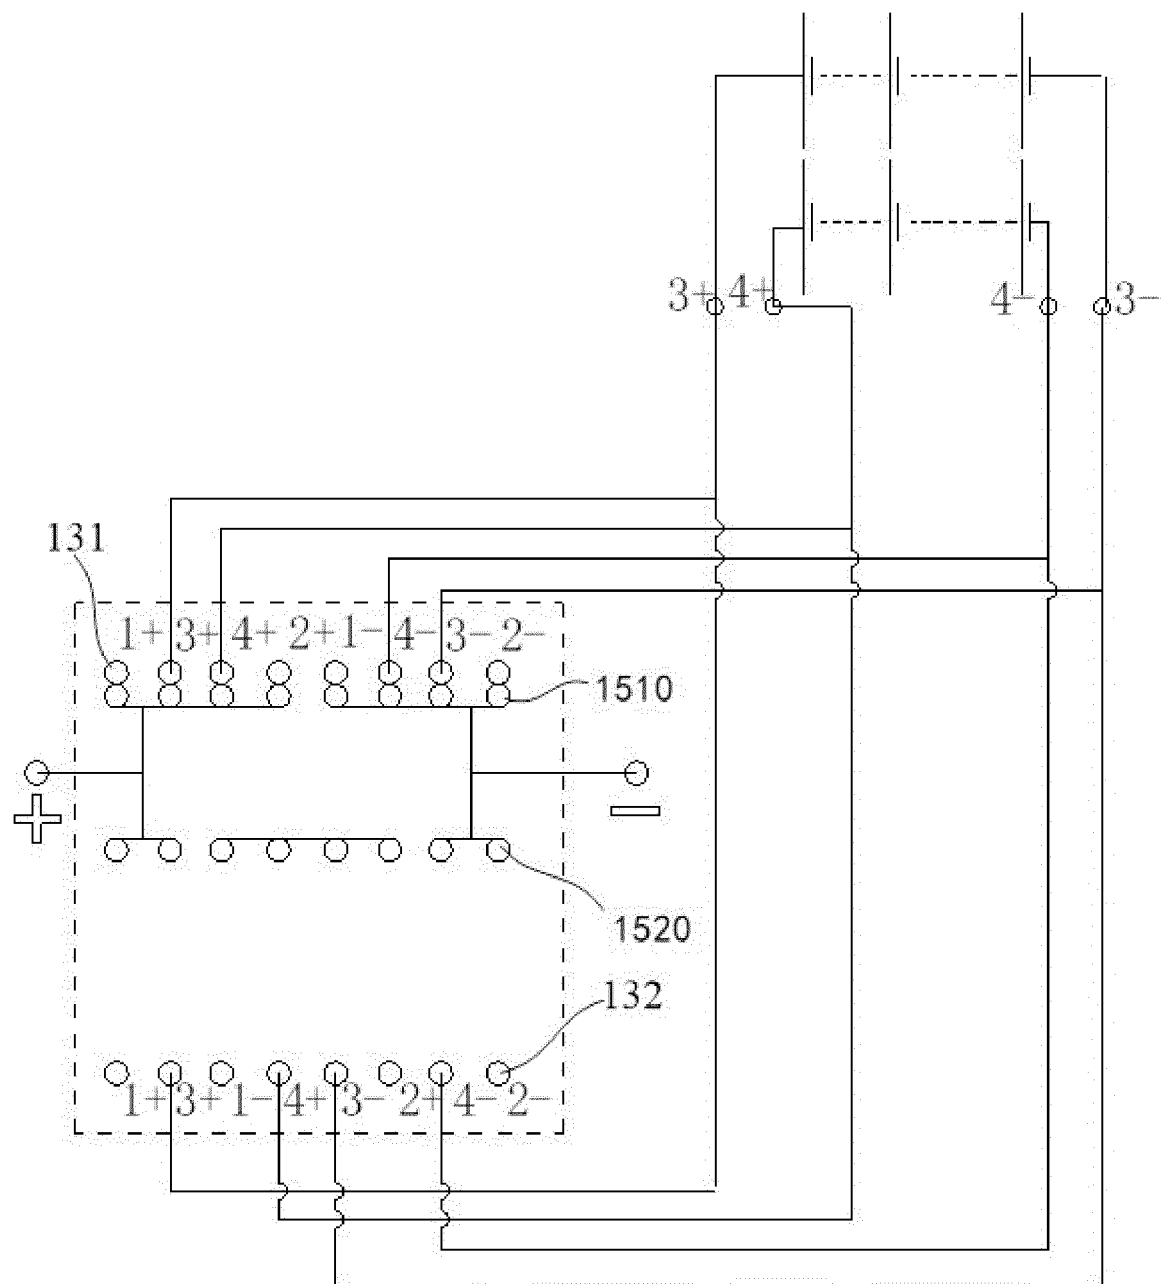 3+ 4+ 4- 3-
131
1+ 3+ 4+ 2+ 1- 4- 3- 2-
1510
+ -
1520
132
1+ 3+ 1- 4+ 3- 2+ 4- 2-